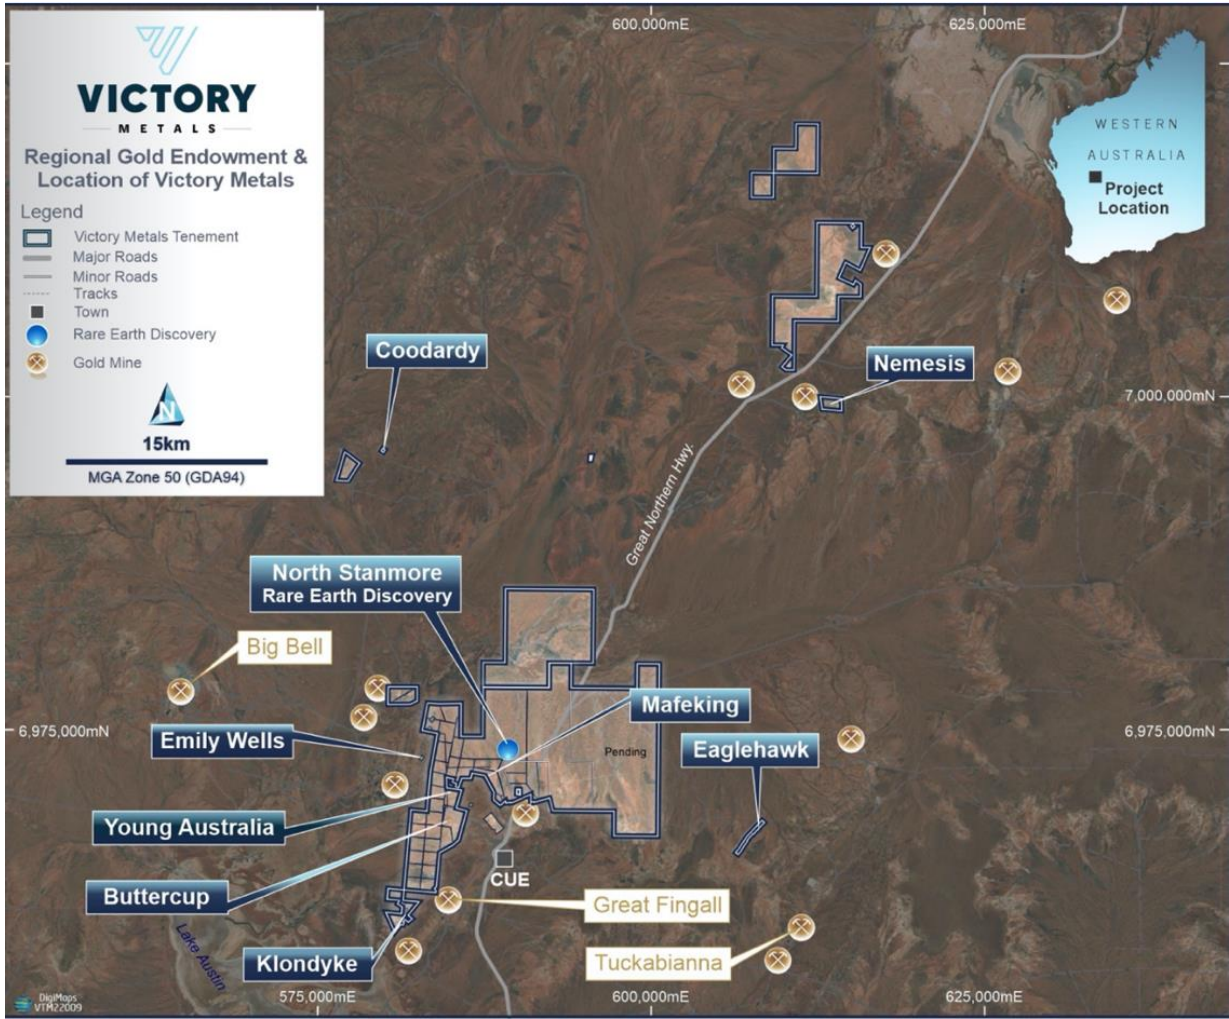 VICTORY
METALS
Regional Gold Endowment &
Location of Victory Metals
Legend
Victory Metals Tenement
Major Roads
Minor Roads
Tracks
Town
Rare Earth Discovery
Gold Mine
N
15km
MGA Zone 50 (GDA94)
600,000mE
625,000mE
WESTERN
AUSTRALIA
Project
Location
Coodardy
Nemesis
7,000,000mN
Great Northern Hwy.
North Stanmore
Rare Earth Discovery
Big Bell
Mafeking
6,975,000mN
Emily Wells
Pending
Eaglehawk
6,975,000mN
Young Australia
CUE
Buttercup
Great Fingall
Lake Austin
Klondyke
Tuckabianna
575,000mE
600,000mE
625,000mE
DigiMaps
VTM22009